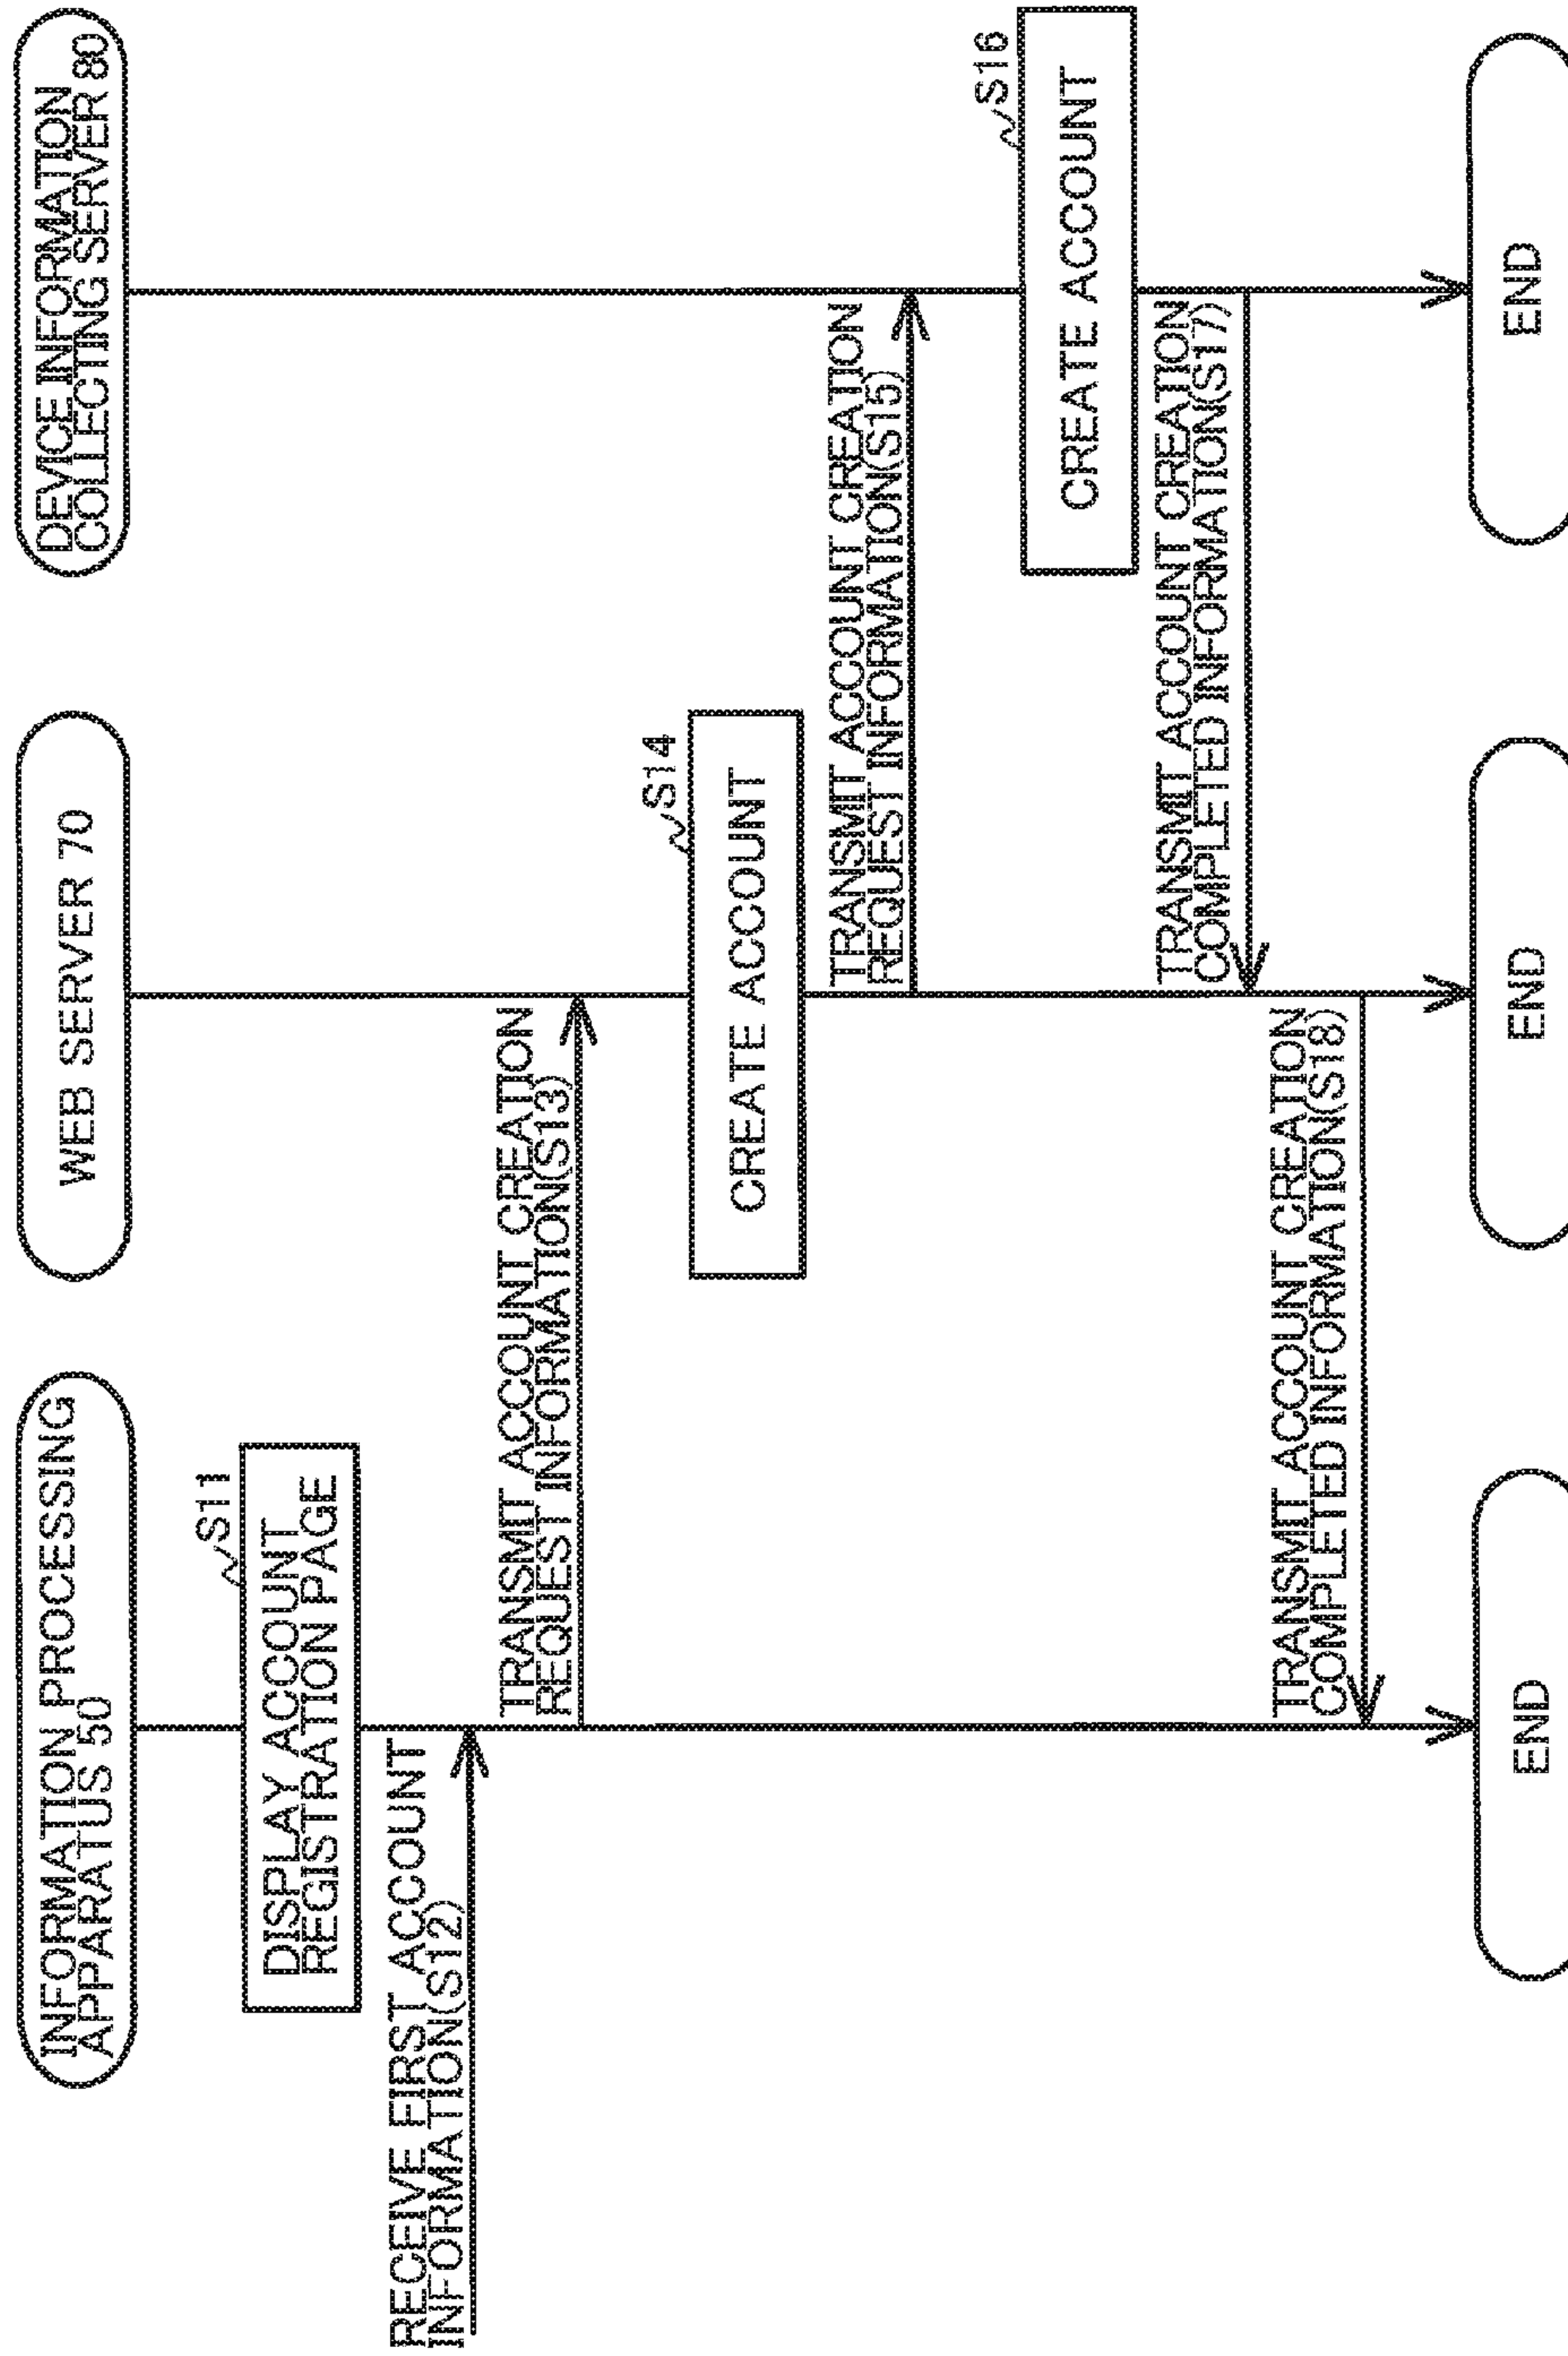 INFORMATION PROCESSING
APPARATUS 50
WEB SERVER 70
DEVICE INFORMATION
COLLECTING SERVER 80
S11
DISPLAY ACCOUNT
REGISTRATION PAGE
RECEIVE FIRST ACCOUNT
INFORMATION(S12)
TRANSMIT ACCOUNT CREATION
REQUEST INFORMATION(S13)
S14
CREATE ACCOUNT
TRANSMIT ACCOUNT CREATION
REQUEST INFORMATION(S15)
S16
CREATE ACCOUNT
TRANSMIT ACCOUNT CREATION
COMPLETED INFORMATION(S17)
TRANSMIT ACCOUNT CREATION
COMPLETED INFORMATION(S18)
END
END
END